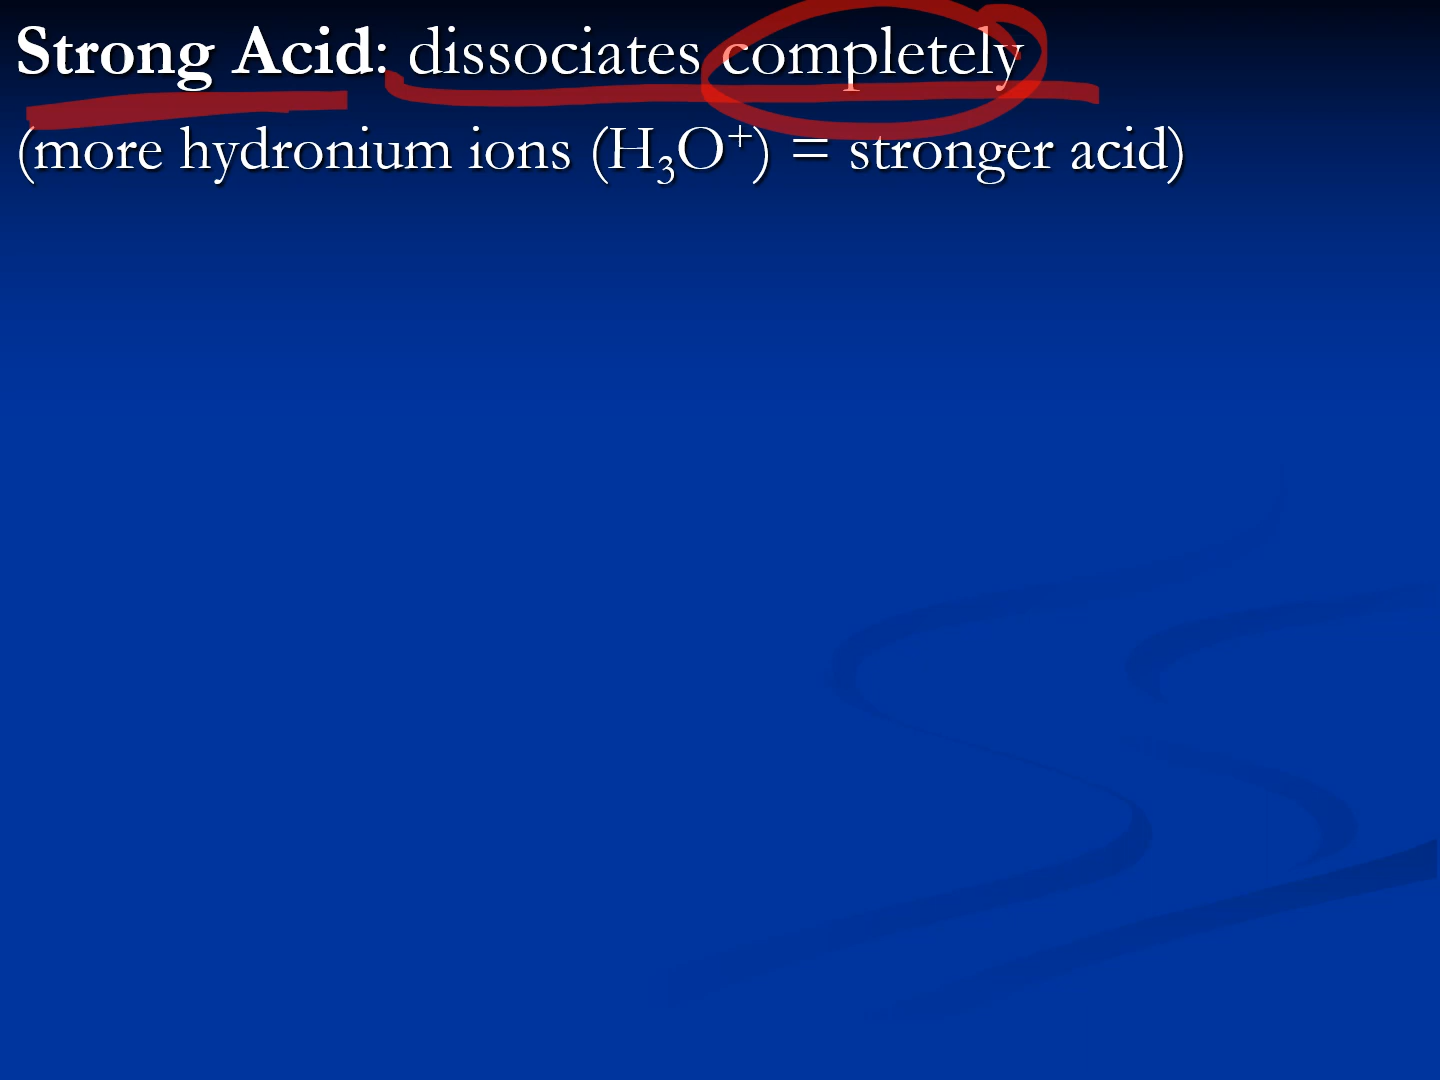 Strong Acid: dissociates completely
(more hydronium ions (H₃O⁺) = stronger acid)